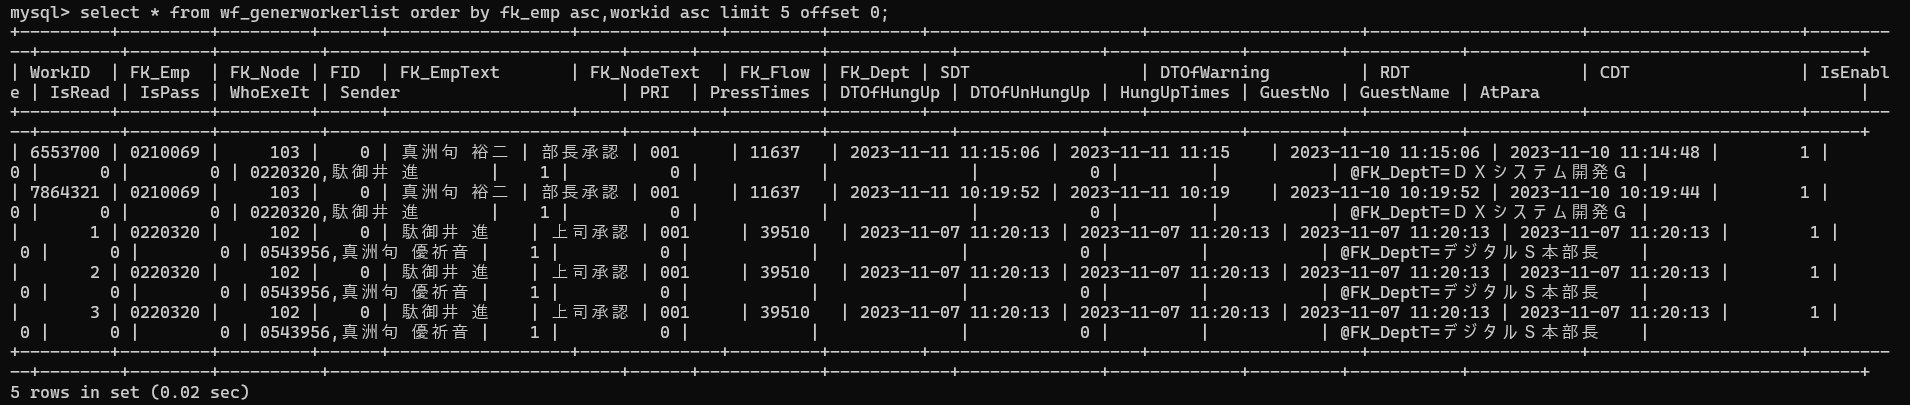 mysql> select * from wf_generworkerlist order by fk_emp asc,workid asc limit 5 offset 0;
+---------+---------+---------+------+------------------+--------------+---------+---------+---------------------+---------------------+---------------------+---------------------+--------
--+--------+--------+----------+-----------------------------+------+------------+------------+--------------+-------------+---------+-----------+---------------------------------------+
| WorkID  | FK_Emp  | FK_Node | FID  | FK_EmpText       | FK_NodeText  | FK_Flow | FK_Dept | SDT                 | DTOfWarning         | RDT                 | CDT                 | IsEnabl
e | IsRead | IsPass | WhoExeIt | Sender                      | PRI  | PressTimes | DTOfHungUp | DTOfUnHungUp | HungUpTimes | GuestNo | GuestName | AtPara                                |
+---------+---------+---------+------+------------------+--------------+---------+---------+---------------------+---------------------+---------------------+---------------------+--------
--+--------+--------+----------+-----------------------------+------+------------+------------+--------------+-------------+---------+-----------+---------------------------------------+
| 6553700 | 0210069 |     103 |    0 | 真洲句 裕二 | 部長承認 | 001     | 11637   | 2023-11-11 11:15:06 | 2023-11-11 11:15    | 2023-11-10 11:15:06 | 2023-11-10 11:14:48 |        1 |
0 |      0 |        0 | 0220320,駄御井 進       |    1 |          0 |            |              |           0 |         |           | @FK_DeptT=ＤＸシステム開発Ｇ |
| 7864321 | 0210069 |     103 |    0 | 真洲句 裕二 | 部長承認 | 001     | 11637   | 2023-11-11 10:19:52 | 2023-11-11 10:19    | 2023-11-10 10:19:52 | 2023-11-10 10:19:44 |        1 |
0 |      0 |        0 | 0220320,駄御井 進       |    1 |          0 |            |              |           0 |         |           | @FK_DeptT=ＤＸシステム開発Ｇ |
|       1 | 0220320 |     102 |    0 | 駄御井 進    | 上司承認 | 001     | 39510   | 2023-11-07 11:20:13 | 2023-11-07 11:20:13 | 2023-11-07 11:20:13 | 2023-11-07 11:20:13 |        1 |
 0 |      0 |        0 | 0543956,真洲句 優祈音 |    1 |          0 |            |              |           0 |         |           | @FK_DeptT=デジタルＳ本部長    |
|       2 | 0220320 |     102 |    0 | 駄御井 進    | 上司承認 | 001     | 39510   | 2023-11-07 11:20:13 | 2023-11-07 11:20:13 | 2023-11-07 11:20:13 | 2023-11-07 11:20:13 |        1 |
 0 |      0 |        0 | 0543956,真洲句 優祈音 |    1 |          0 |            |              |           0 |         |           | @FK_DeptT=デジタルＳ本部長    |
|       3 | 0220320 |     102 |    0 | 駄御井 進    | 上司承認 | 001     | 39510   | 2023-11-07 11:20:13 | 2023-11-07 11:20:13 | 2023-11-07 11:20:13 | 2023-11-07 11:20:13 |        1 |
 0 |      0 |        0 | 0543956,真洲句 優祈音 |    1 |          0 |            |              |           0 |         |           | @FK_DeptT=デジタルＳ本部長    |
+---------+---------+---------+------+------------------+--------------+---------+---------+---------------------+---------------------+---------------------+---------------------+--------
--+--------+--------+----------+-----------------------------+------+------------+------------+--------------+-------------+---------+-----------+---------------------------------------+
5 rows in set (0.02 sec)